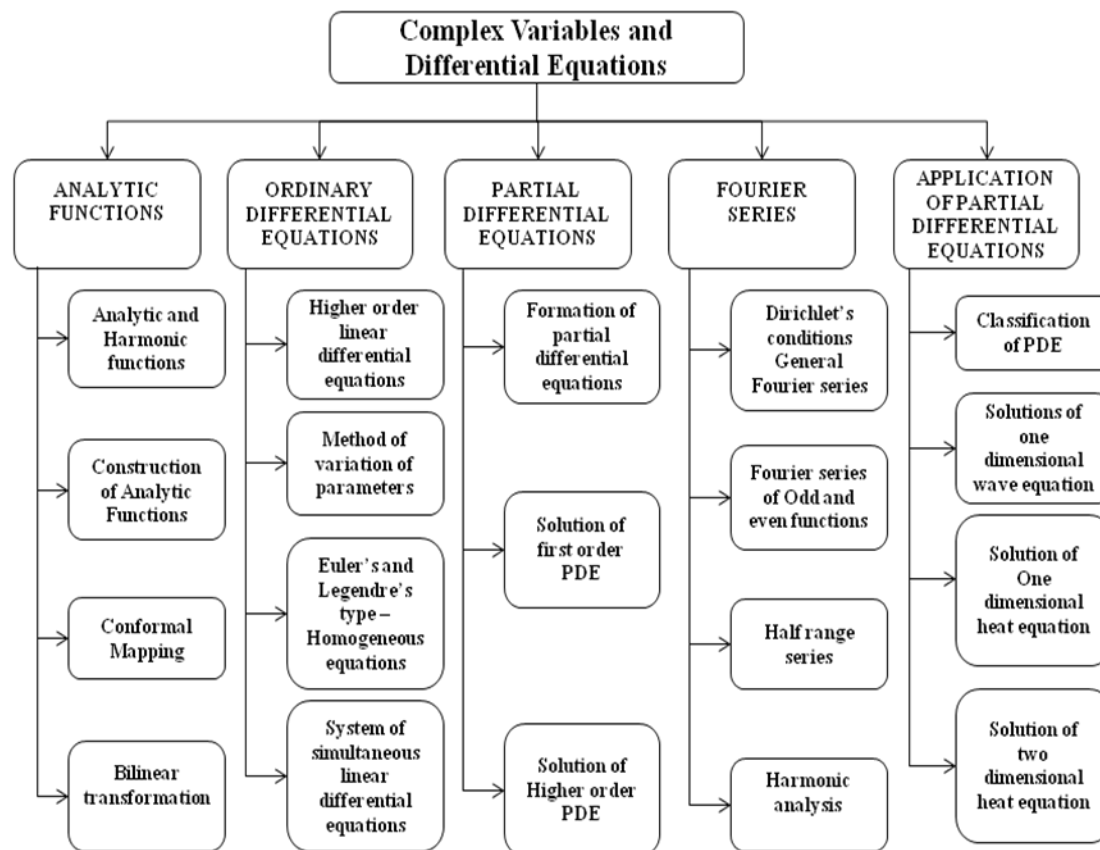 Complex Variables and
Differential Equations
ANALYTIC
FUNCTIONS
ORDINARY
DIFFERENTIAL
EQUATIONS
PARTIAL
DIFFERENTIAL
EQUATIONS
FOURIER
SERIES
APPLICATION
OF PARTIAL
DIFFERENTIAL
EQUATIONS
Analytic and
Harmonic
functions
Construction
of Analytic
Functions
Conformal
Mapping
Bilinear
transformation
Higher order
linear
differential
equations
Method of
variation of
parameters
Euler's and
Legendre's
type –
Homogeneous
equations
System of
simultaneous
linear
differential
equations
Formation of
partial
differential
equations
Solution of
first order
PDE
Solution of
Higher order
PDE
Dirichlet's
conditions
General
Fourier series
Fourier series
of Odd and
even functions
Half range
series
Harmonic
analysis
Classification
of PDE
Solutions of
one
dimensional
wave equation
Solution of
One
dimensional
heat equation
Solution of
two
dimensional
heat equation